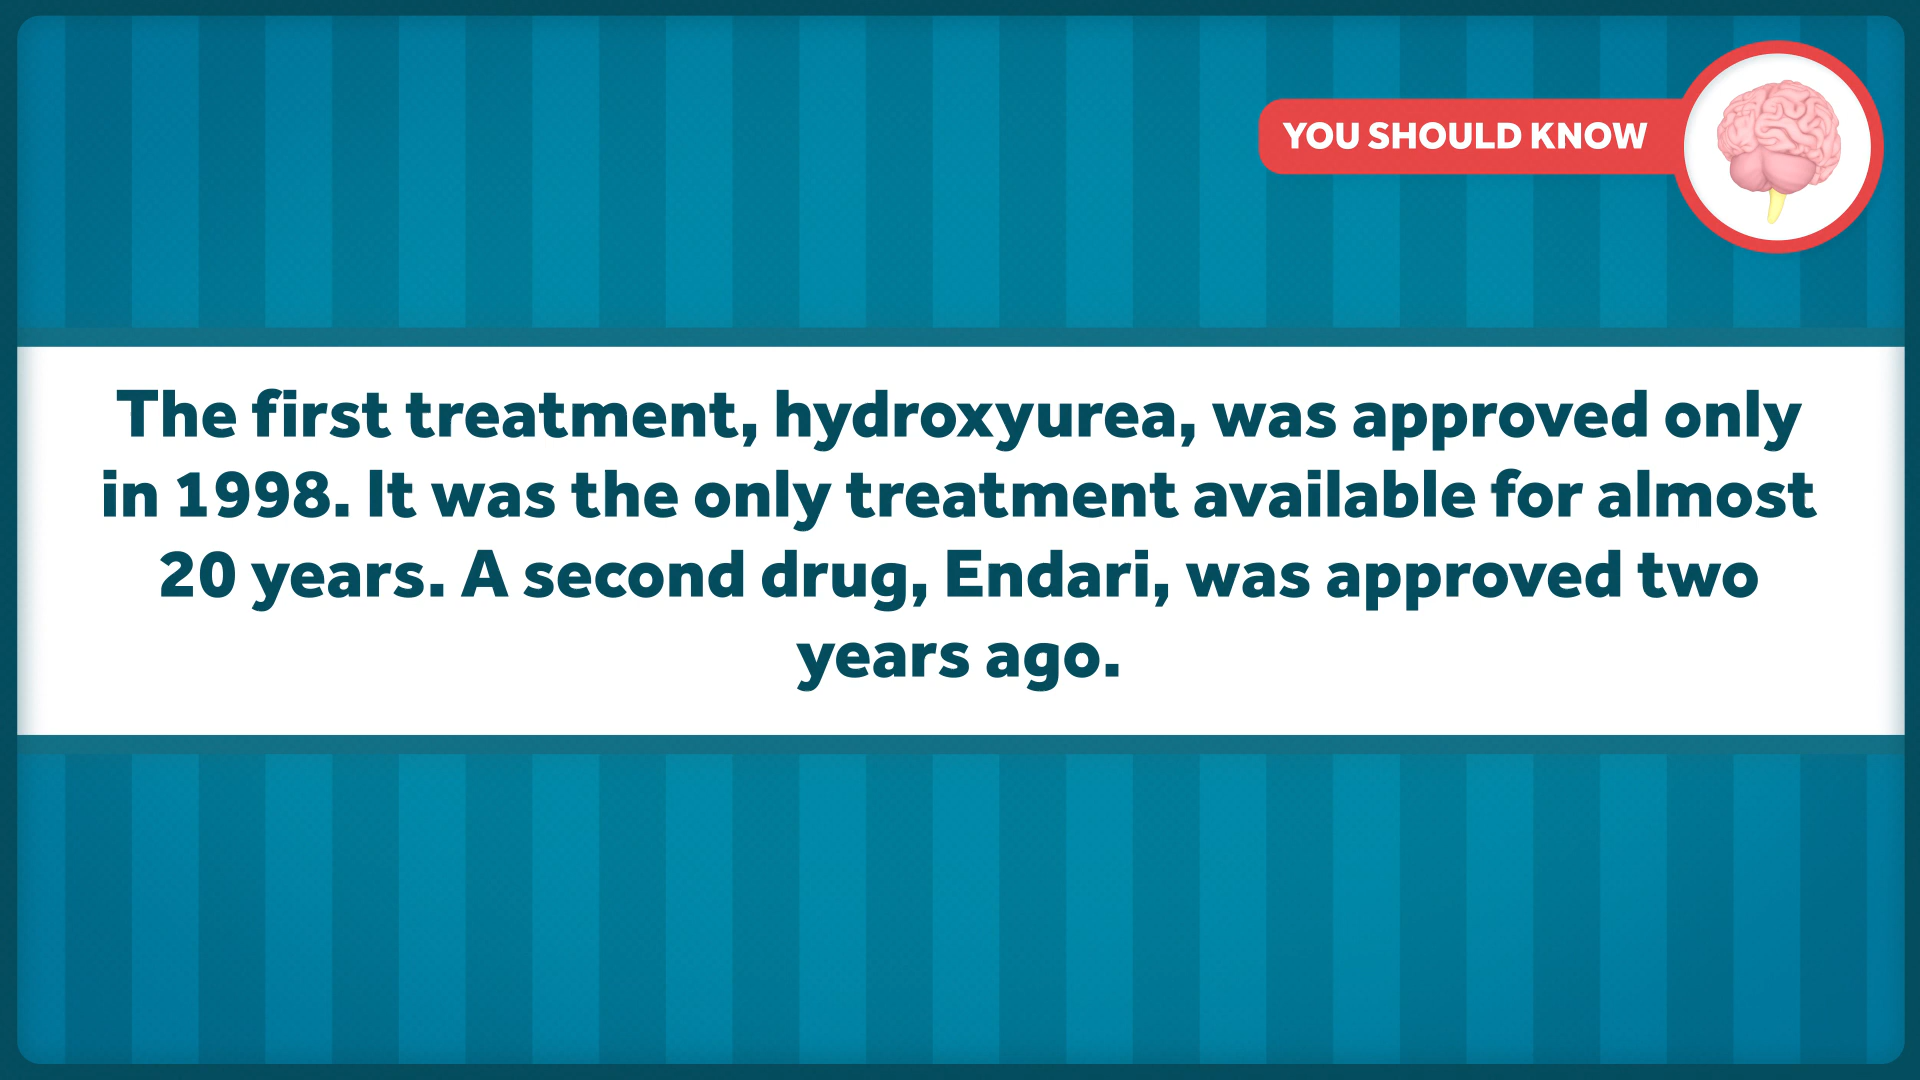 YOU SHOULD KNOW
The first treatment, hydroxyurea, was approved only
in 1998. It was the only treatment available for almost
20 years. A second drug, Endari, was approved two
years ago.